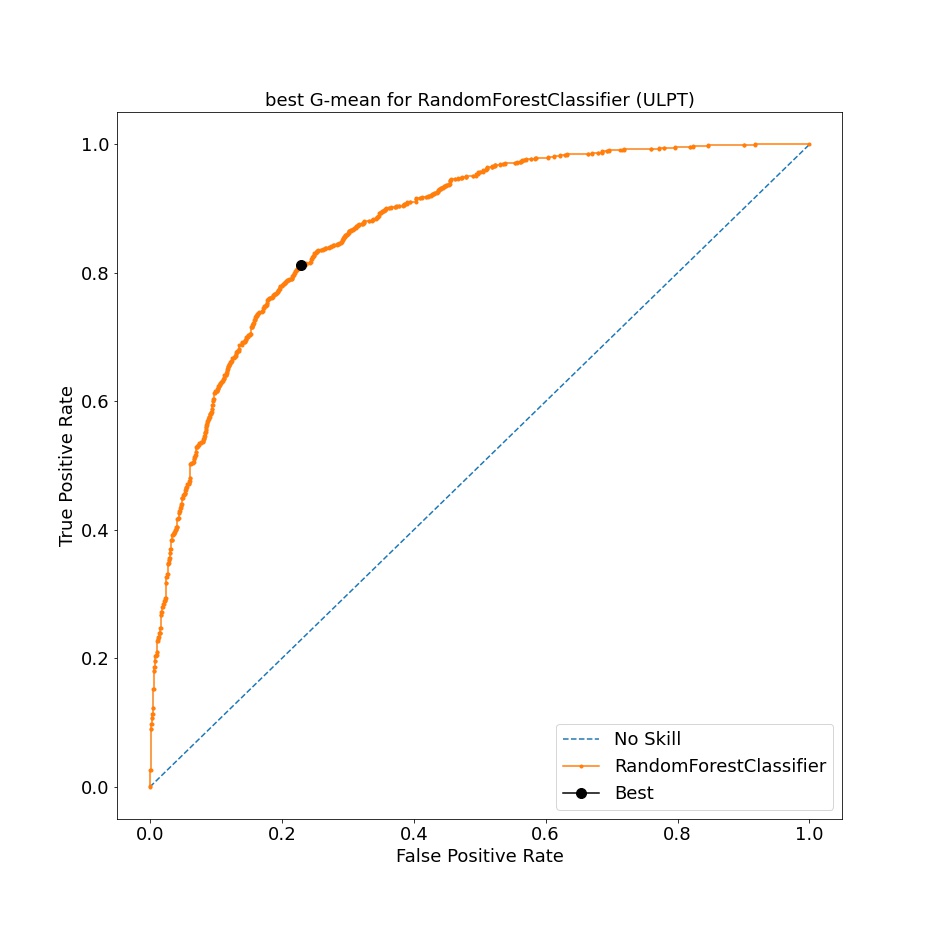 best G-mean for RandomForestClassifier (ULPT)
1.0
0.8
0.6
0.4
0.2
0.0
True Positive Rate
0.0 0.2 0.4 0.6 0.8 1.0
False Positive Rate
No Skill
RandomForestClassifier
Best